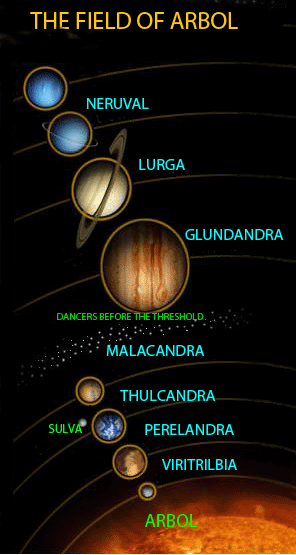 THE FIELD OF ARBOL
NERUVAL
LURGA
GLUNDANDRA
DANCERS BEFORE THE THRESHOLD.
MALACANDRA
THULCANDRA
SULVA
PERELANDRA
VIRITRILBIA
ARBOL